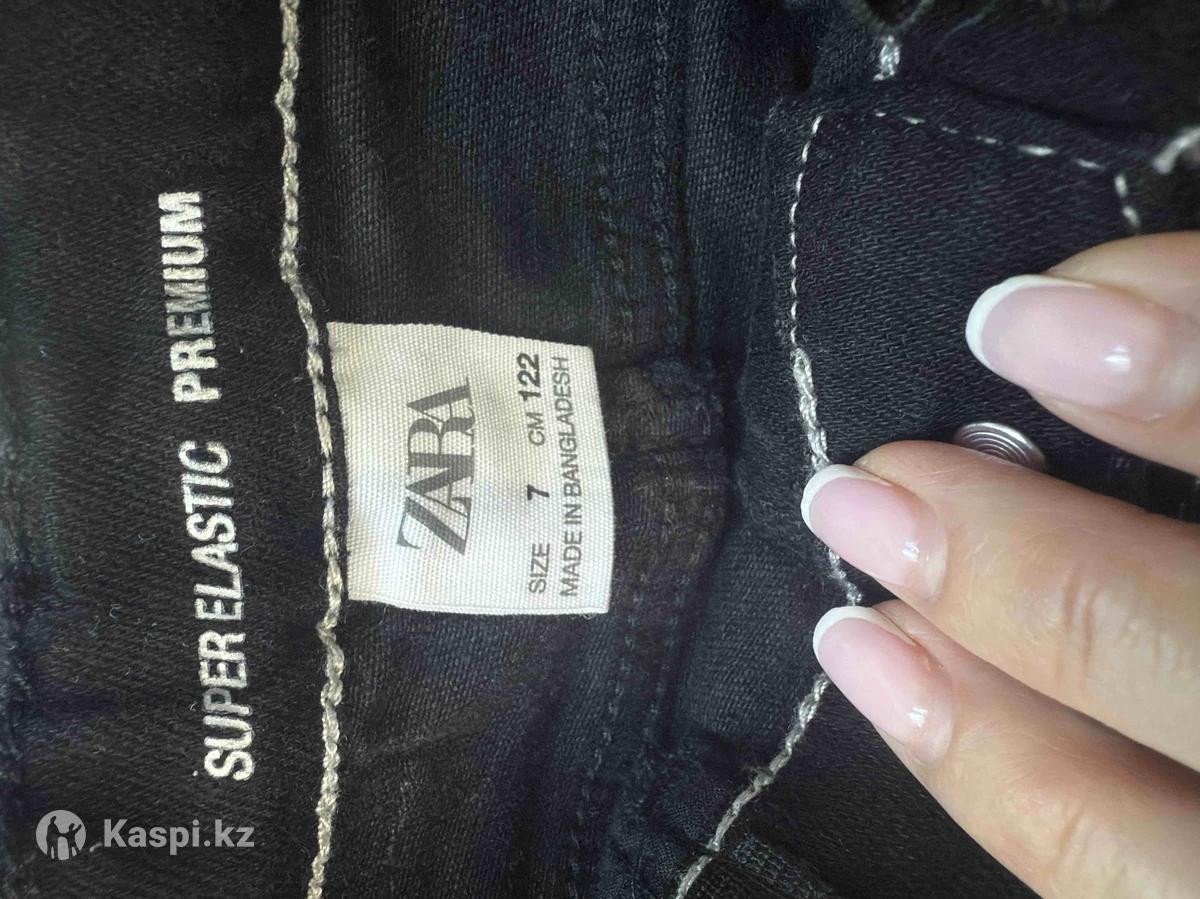 SUPER ELASTIC PREMIUM
ZARA
SIZE 7 CM 122
MADE IN BANGLADESH
Kaspi.kz